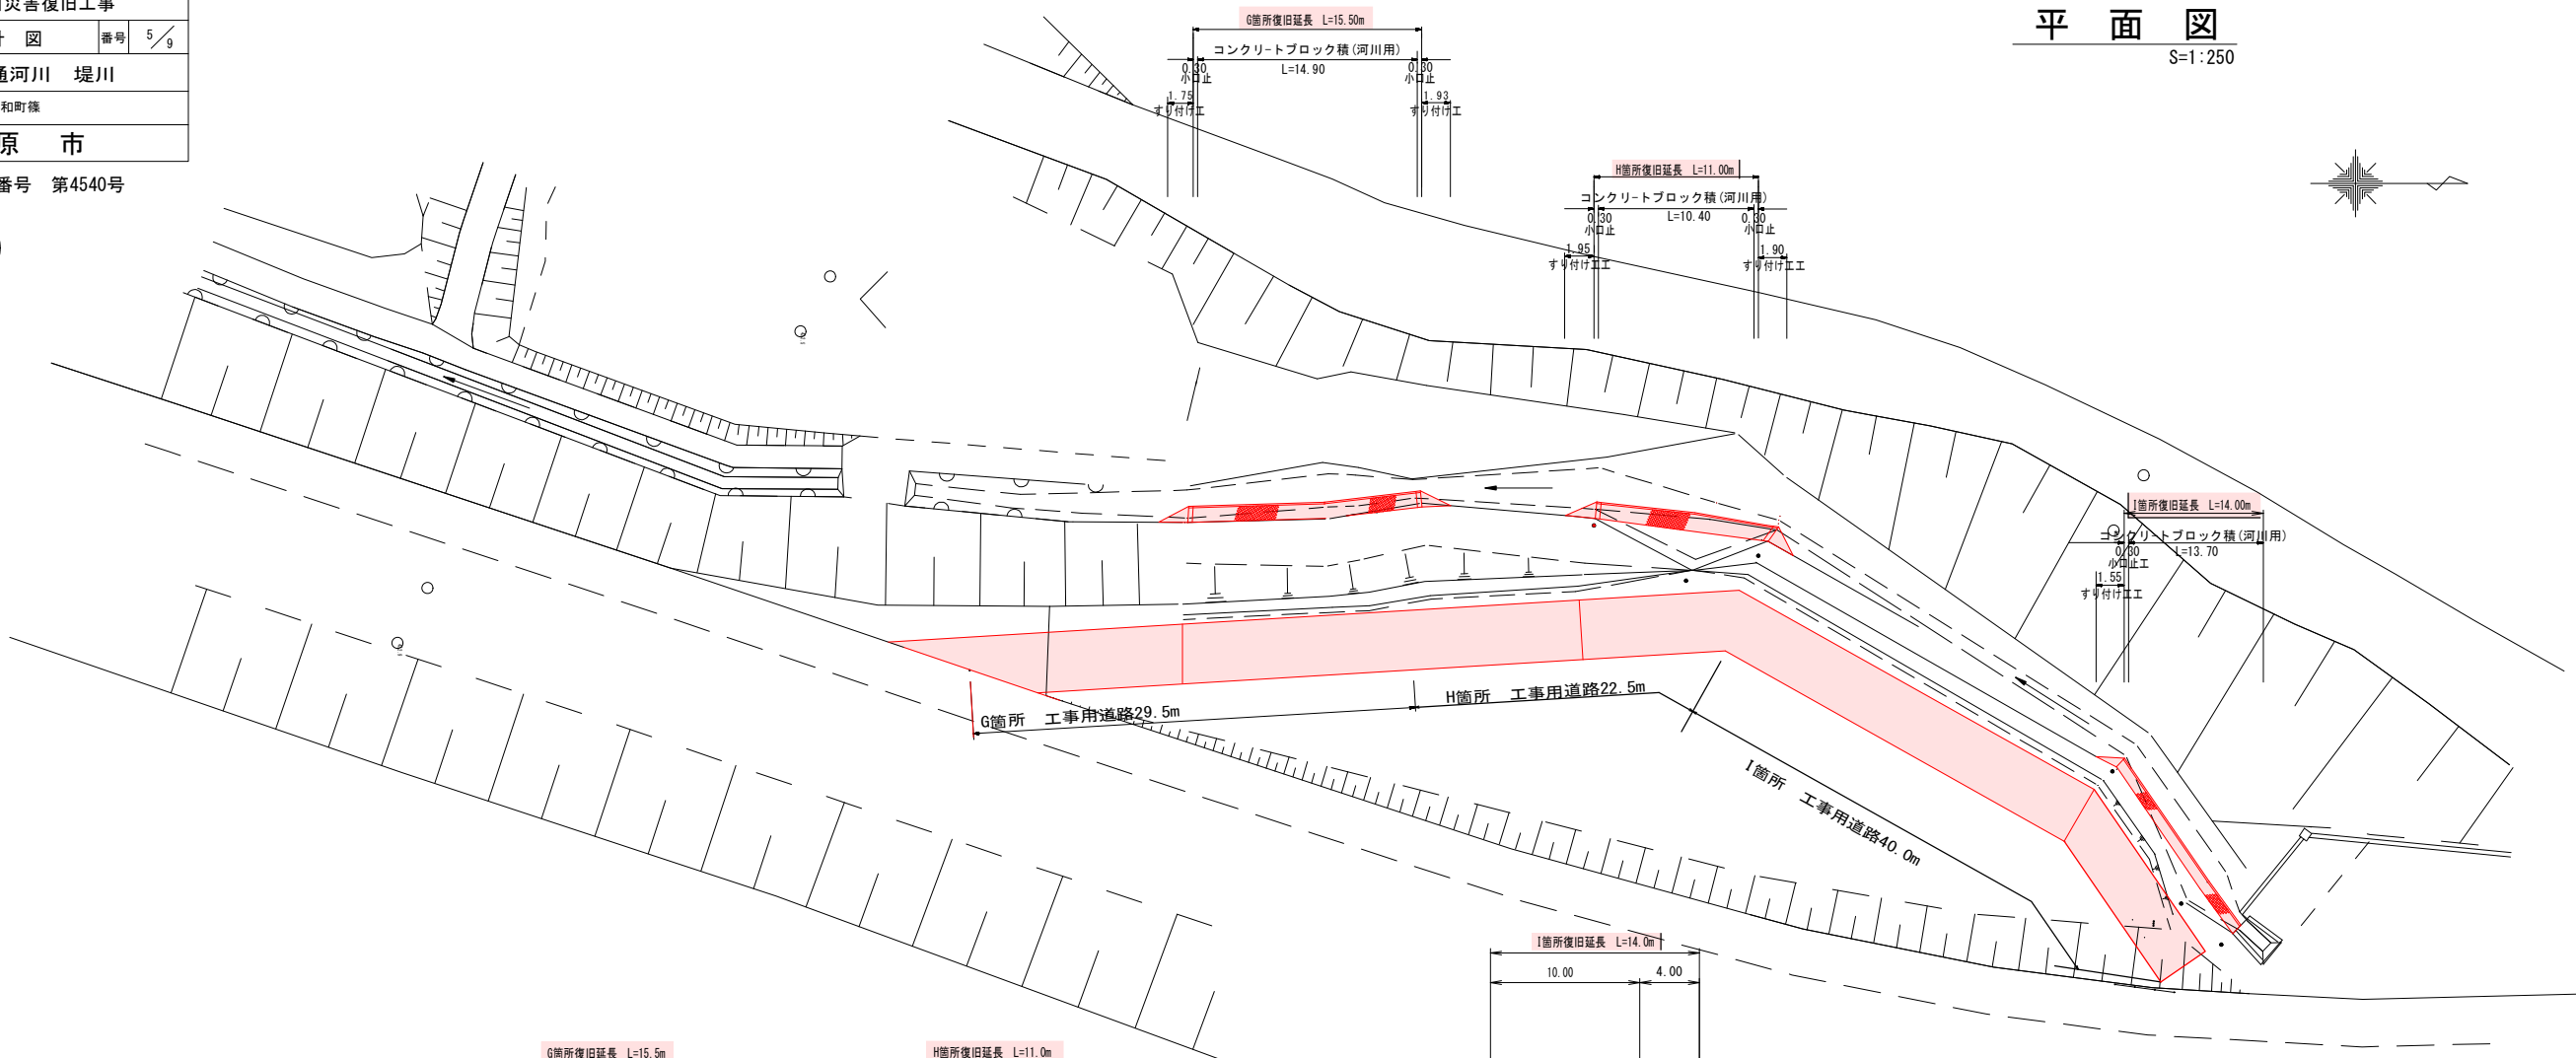 川災害復旧工事
計 図 番号 5/9
通河川 堤川
和町篠
原 市
番号 第4540号
平 面 図
S=1:250
G箇所復旧延長 L=15.50m
コンクリートブロック積(河川用)
L=14.90
0.30
小口止
0.30
小口止
1.75
すり付け工
1.93
すり付け工
H箇所復旧延長 L=11.00m
コンクリートブロック積(河川用)
L=10.40
0.30
小口止
0.30
小口止
1.95
すり付け工工
1.90
すり付け工工
I箇所復旧延長 L=14.00m
コンクリートブロック積(河川用)
L=13.70
0.30
小口止工
1.55
すり付け工工
G箇所 工事用道路29.5m
H箇所 工事用道路22.5m
I箇所 工事用道路40.0m
I箇所復旧延長 L=14.0m
10.00
4.00
G箇所復旧延長 L=15.5m
H箇所復旧延長 L=11.0m